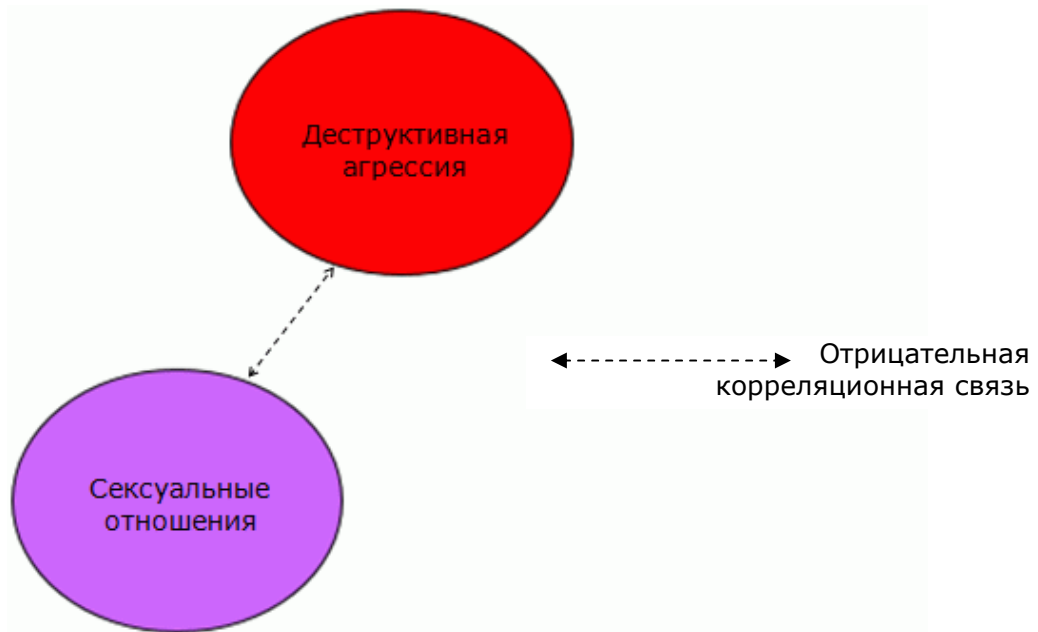 Деструктивная
агрессия
Отрицательная
корреляционная связь
Сексуальные
отношения